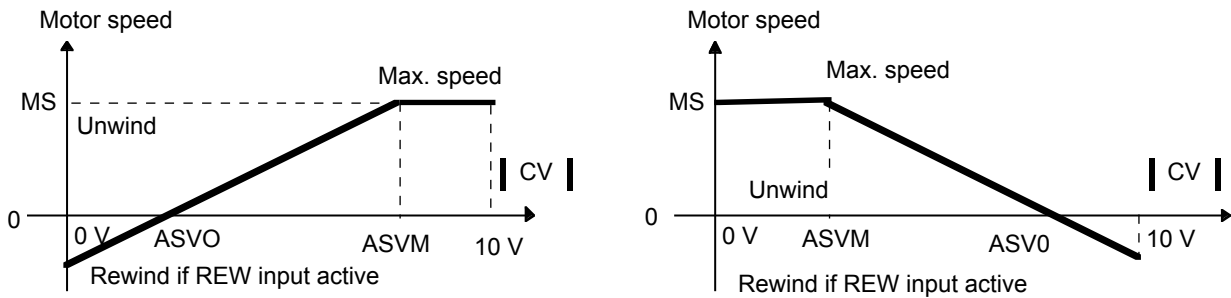 Motor speed
MS
Max. speed
Unwind
CV
0
0 V
ASVO
ASVM
10 V
Rewind if REW input active
Motor speed
MS
Max. speed
Unwind
CV
0
0 V
ASVM
ASV0
10 V
Rewind if REW input active